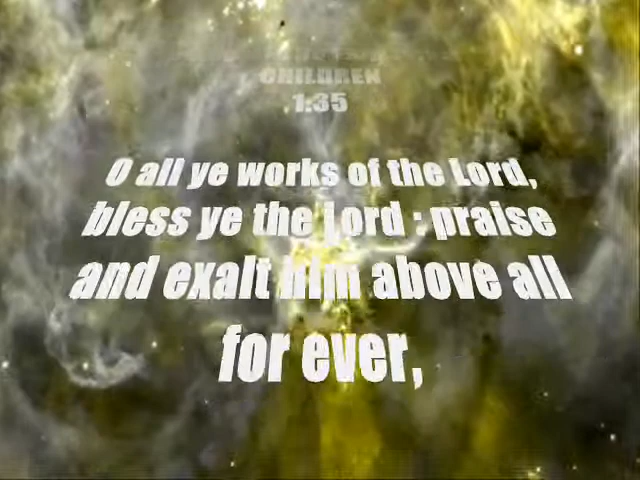 CHILDREN
1:35
O all ye works of the Lord,
bless ye the Lord : praise
and exalt him above all
for ever,